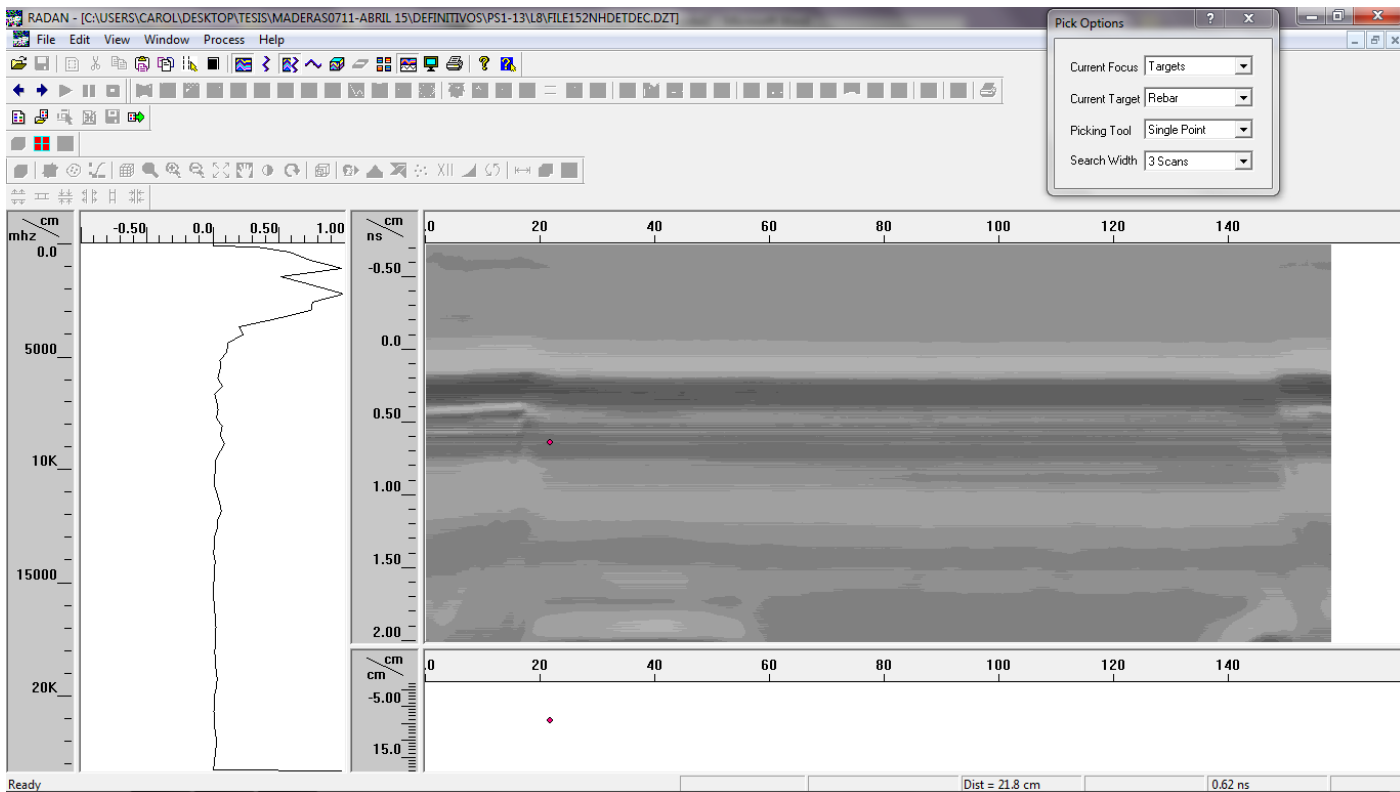 RADAN - [C:\USERS\CAROL\DESKTOP\TESIS\MADERAS0711-ABRIL 15\DEFINITIVOS\PS1-13\L8\FILE152NHDETDEC.DZT]
File Edit View Window Process Help
Pick Options
Current Focus Targets
Current Target Rebar
Picking Tool Single Point
Search Width 3 Scans
XII
cm
mhz
-0.50 0.0 0.50 1.00
0.0
5000
10K
15000
20K
cm
ns
.0 20 40 60 80 100 120 140
-0.50
0.0
0.50
1.00
1.50
2.00
cm
cm
.0 20 40 60 80 100 120 140
-5.00
15.0
Ready Dist = 21.8 cm 0.62 ns